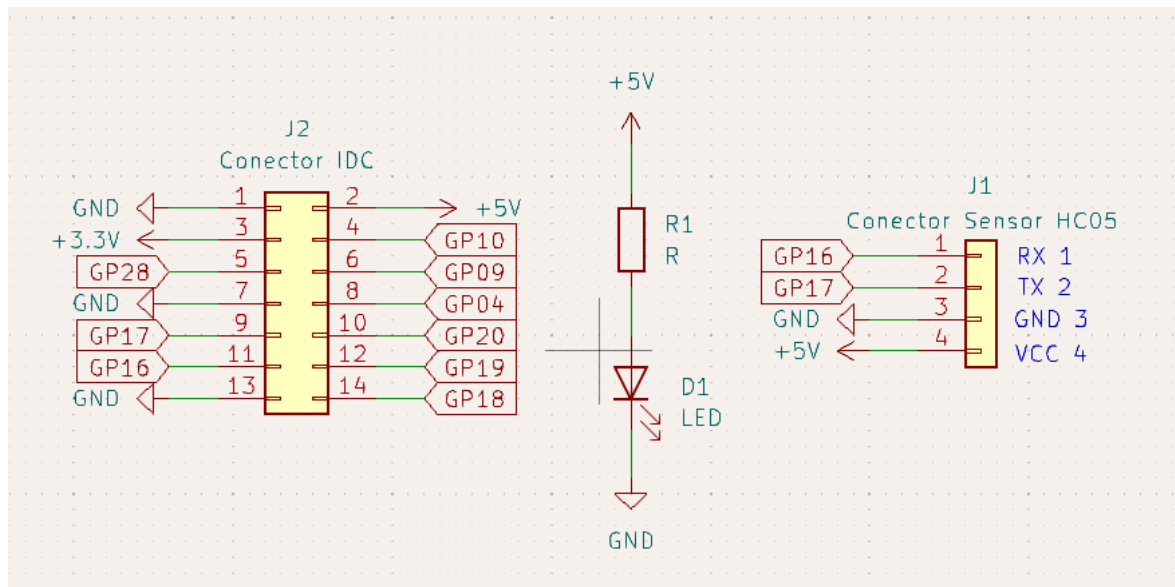 J2
Conector IDC
GND 1 2 +5V
+3.3V 3 4 GP10
GP28 5 6 GP09
GND 7 8 GP04
GP17 9 10 GP20
GP16 11 12 GP19
GND 13 14 GP18
+5V
R1
R
D1
LED
GND
J1
Conector Sensor HC05
GP16 1 RX 1
GP17 2 TX 2
GND 3 GND 3
+5V 4 VCC 4